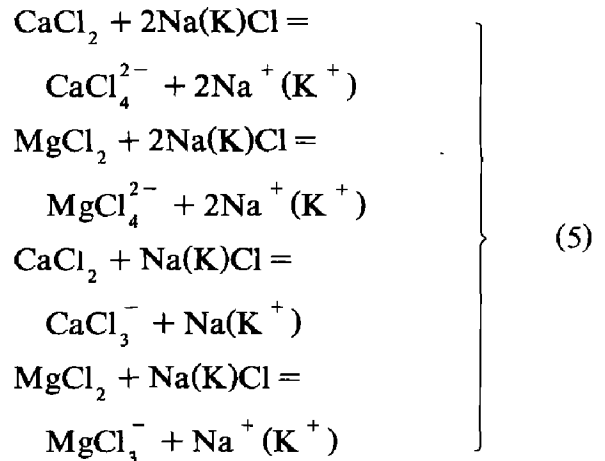 CaCl₂ + 2Na(K)Cl =
CaCl₄²⁻ + 2Na⁺(K⁺)
MgCl₂ + 2Na(K)Cl =
MgCl₄²⁻ + 2Na⁺(K⁺)
CaCl₂ + Na(K)Cl =
CaCl₃⁻ + Na(K⁺)
MgCl₂ + Na(K)Cl =
MgCl₃⁻ + Na⁺(K⁺)
(5)